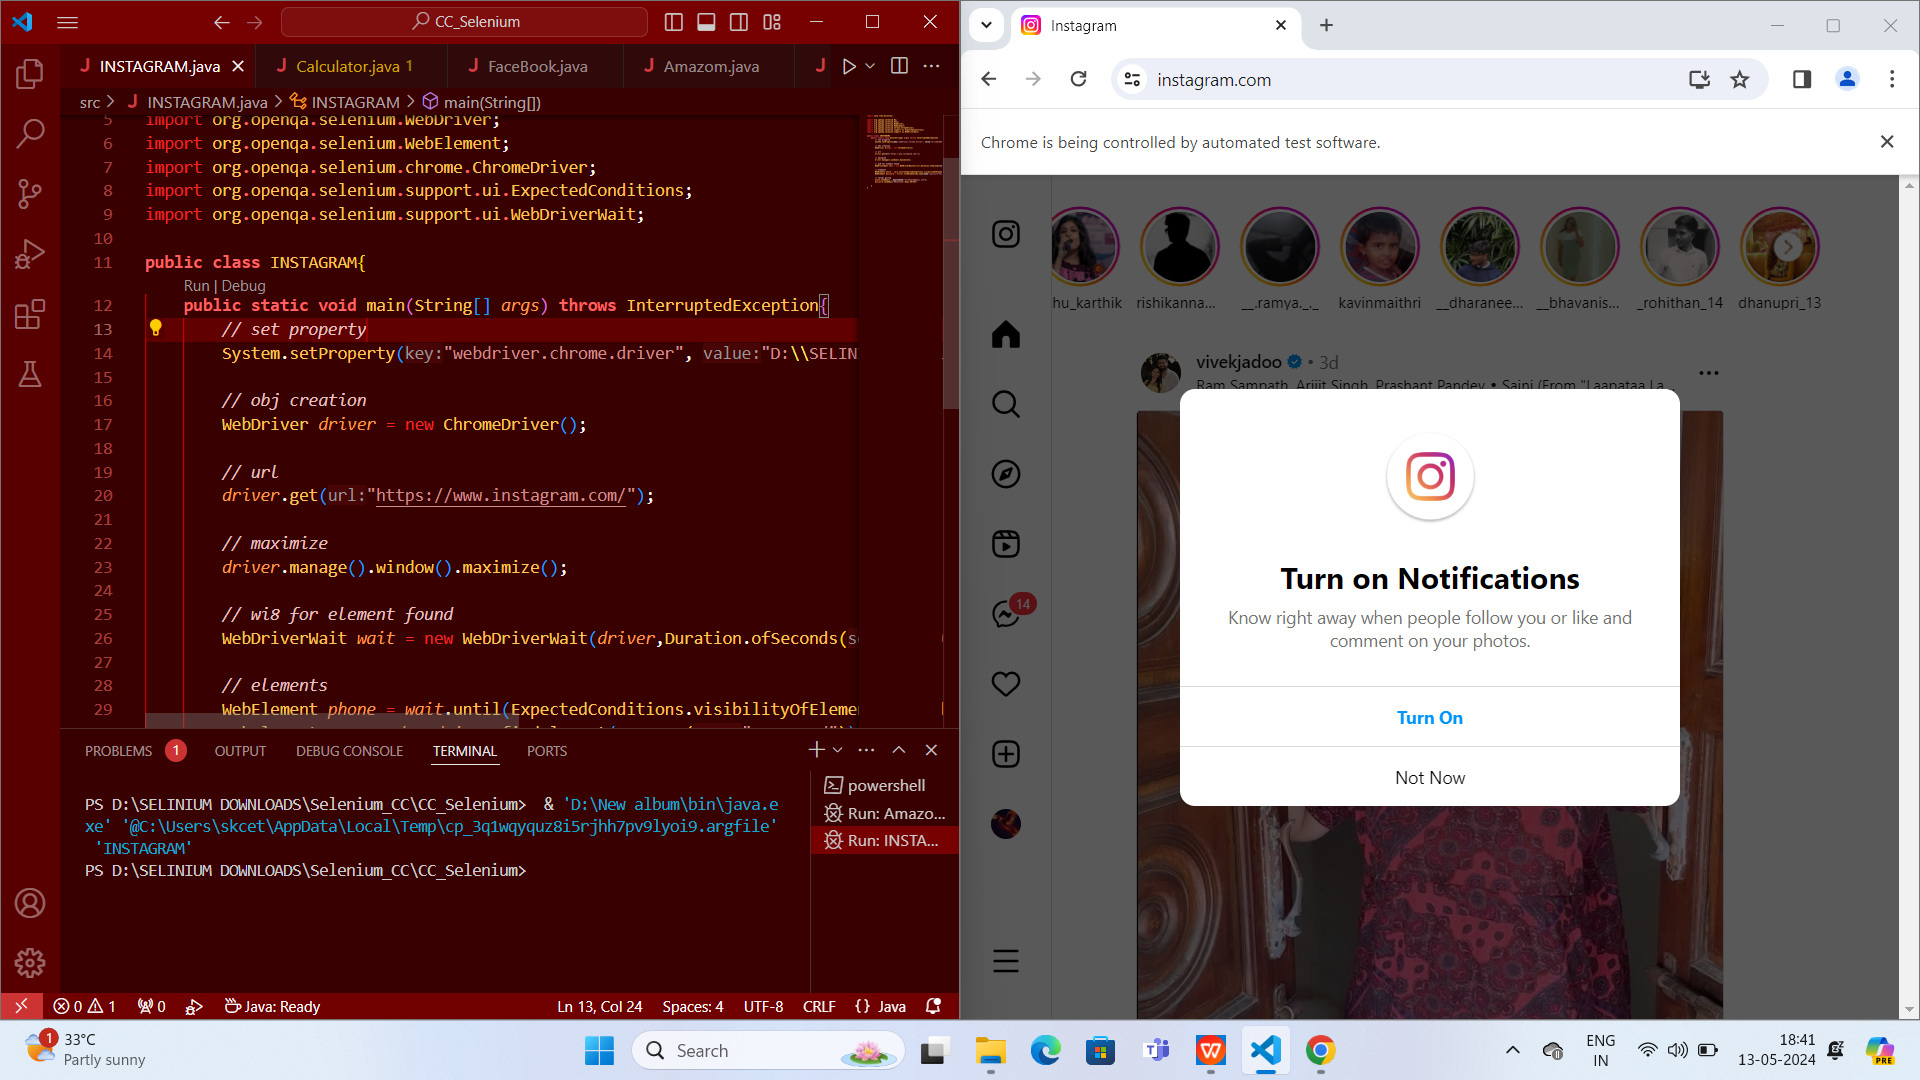 CC_Selenium
INSTAGRAM.java
Calculator.java 1
FaceBook.java
Amazom.java
src > INSTAGRAM.java > INSTAGRAM > main(String[])
5 import org.openqa.selenium.WebDriver;
6 import org.openqa.selenium.WebElement;
7 import org.openqa.selenium.chrome.ChromeDriver;
8 import org.openqa.selenium.support.ui.ExpectedConditions;
9 import org.openqa.selenium.support.ui.WebDriverWait;
10
11 public class INSTAGRAM{
Run | Debug
12 public static void main(String[] args) throws InterruptedException{
13 // set property
14 System.setProperty(key:"webdriver.chrome.driver", value:"D:\\SELIN
15
16 // obj creation
17 WebDriver driver = new ChromeDriver();
18
19 // url
20 driver.get(url:"https://www.instagram.com/");
21
22 // maximize
23 driver.manage().window().maximize();
24
25 // wi8 for element found
26 WebDriverWait wait = new WebDriverWait(driver,Duration.ofSeconds(se
27
28 // elements
29 WebElement phone = wait.until(ExpectedConditions.visibilityOfElemen
PROBLEMS 1
OUTPUT
DEBUG CONSOLE
TERMINAL
PORTS
PS D:\SELINIUM DOWNLOADS\Selenium_CC\CC_Selenium> & 'D:\New album\bin\java.e
xe' '@C:\Users\skcet\AppData\Local\Temp\cp_3q1wqyquz8i5rjhh7pv9lyoi9.argfile'
'INSTAGRAM'
PS D:\SELINIUM DOWNLOADS\Selenium_CC\CC_Selenium>
powershell
Run: Amazo...
Run: INSTA...
0 1 0 Java: Ready
Ln 13, Col 24 Spaces: 4 UTF-8 CRLF {} Java
Instagram
instagram.com
Chrome is being controlled by automated test software.
hu_karthik
rishikanna...
__.ramya._._
kavinmaithri
__dharanee...
__bhavanis...
_rohithan_14
dhanupri_13
vivekjadoo • 3d
Ram Sampath, Arijit Singh, Prashant Pandey • Sajni (From "Laapataa La...
14
Turn on Notifications
Know right away when people follow you or like and
comment on your photos.
Turn On
Not Now
1
33°C
Partly sunny
Search
ENG
IN
18:41
13-05-2024
PRE